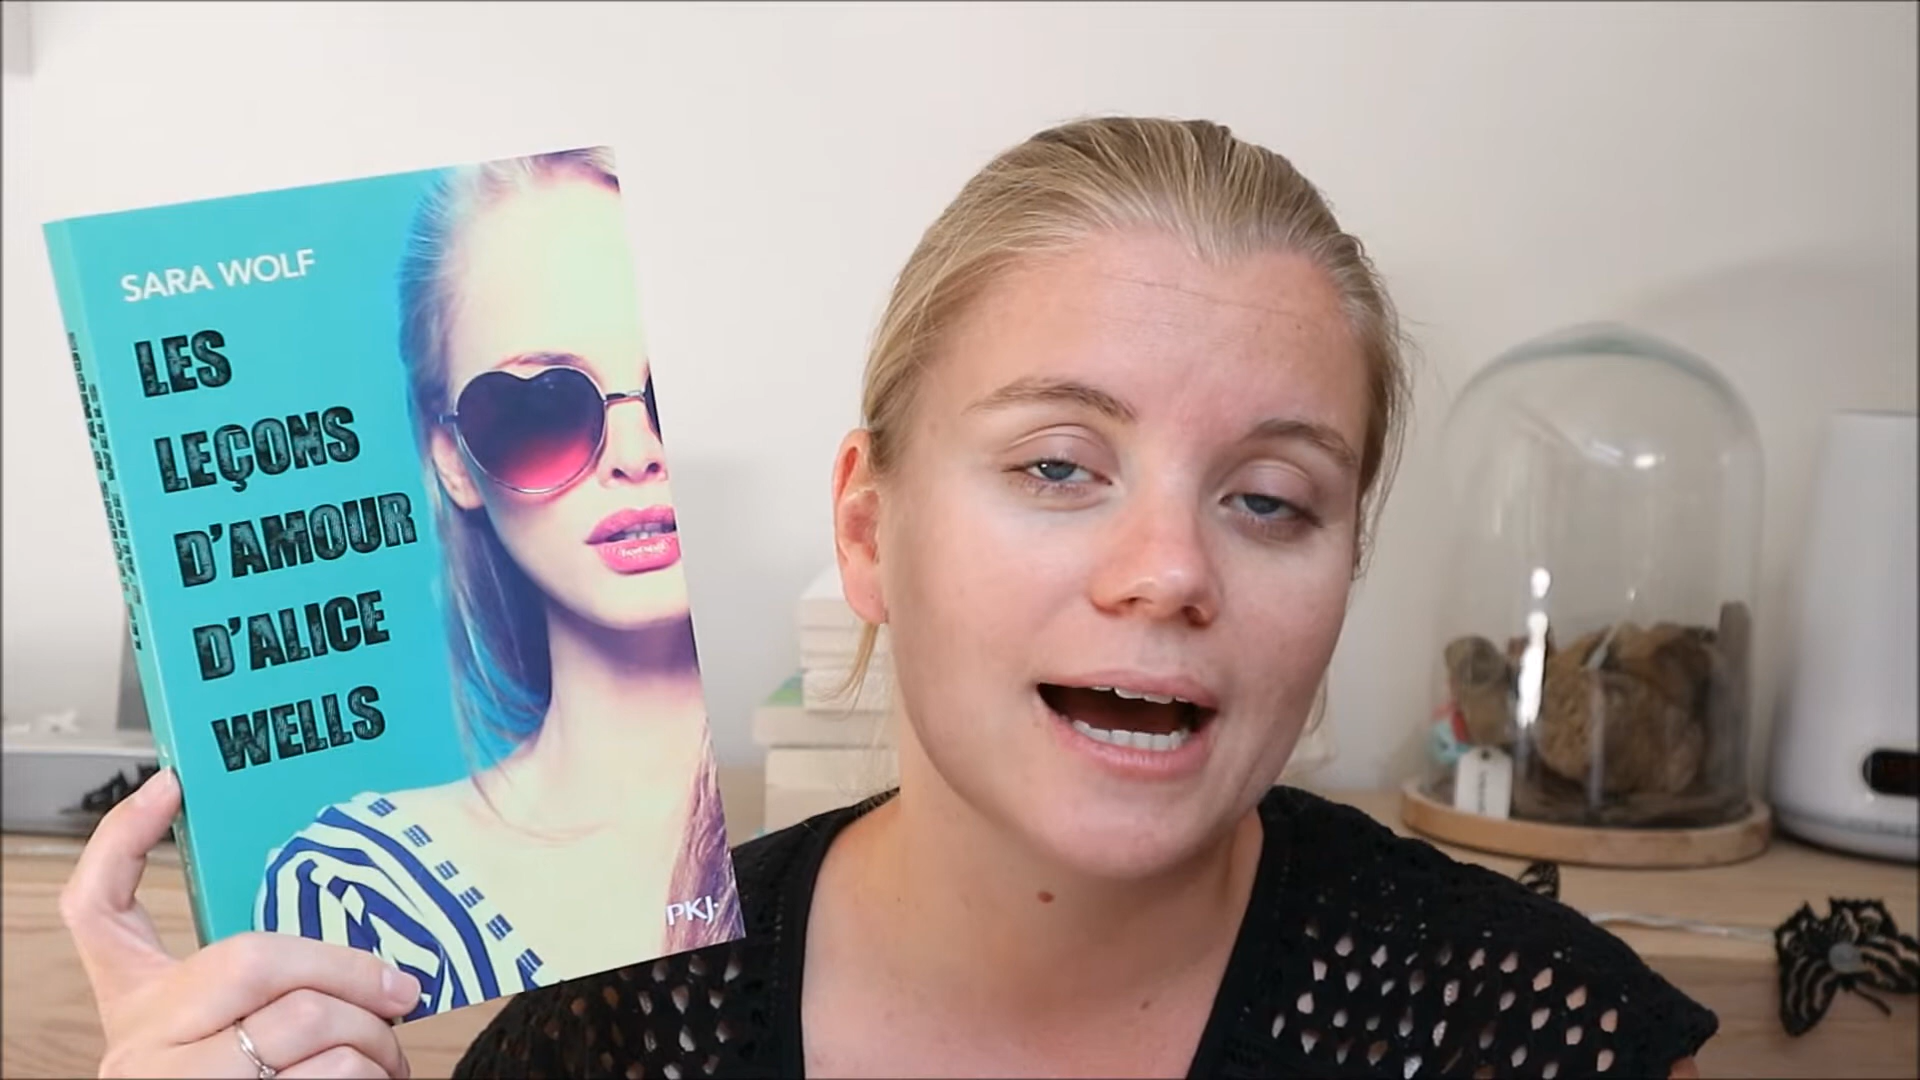 SARA WOLF
LES
LEÇONS
D'AMOUR
D'ALICE
WELLS
PKJ·